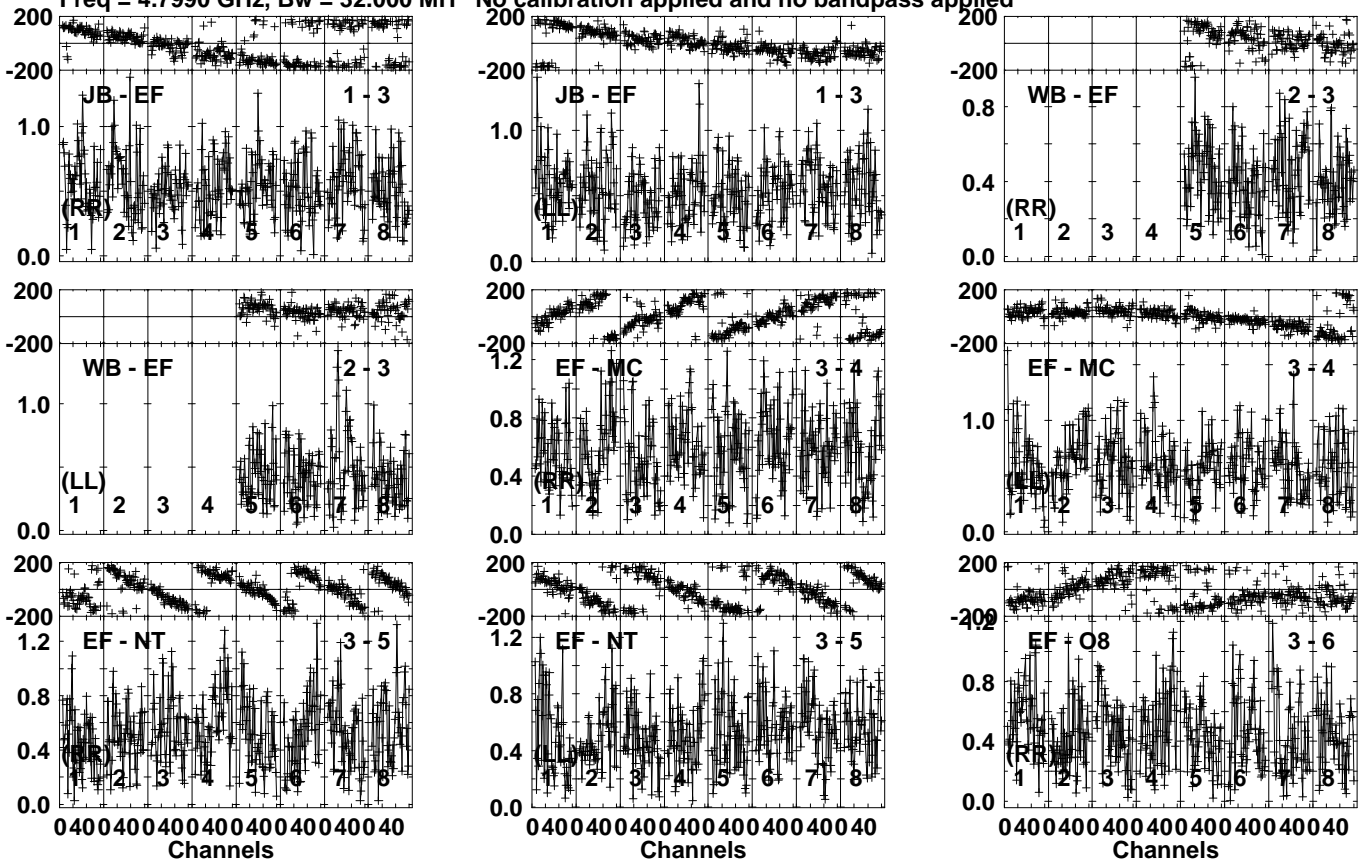 Freq = 4.7990 GHz, Bw = 32.000 MH No calibration applied and no bandpass applied
200 200 200
-200 -200 -200
JB - EF 1 - 3 JB - EF 1 - 3 WB - EF 2 - 3
1.0 1.0 0.8
0.4
(RR) (LL) (RR)
1 2 3 4 5 6 7 8 1 2 3 4 5 6 7 8 1 2 3 4 5 6 7 8
0.0 0.0 0.0
200 200 200
-200 -200 -200
WB - EF 2 - 3 EF - MC 3 - 4 EF - MC 3 - 4
1.2
1.0 0.8 1.0
0.4
(LL) (RR) (LL)
1 2 3 4 5 6 7 8 1 2 3 4 5 6 7 8 1 2 3 4 5 6 7 8
0.0 0.0 0.0
200 200 200
-200 -200 -200
1.2 1.2 1.2
EF - NT 3 - 5 EF - NT 3 - 5 EF - O8 3 - 6
0.8 0.8 0.8
0.4 0.4 0.4
(RR) (LL) (RR)
1 2 3 4 5 6 7 8 1 2 3 4 5 6 7 8 1 2 3 4 5 6 7 8
0.0 0.0 0.0
0 40 0 40 0 40 0 40 0 40 0 40 0 40 0 40 0 40 0 40 0 40 0 40 0 40 0 40 0 40 0 40 0 40 0 40 0 40 0 40 0 40 0 40 0 40 0 40
Channels Channels Channels